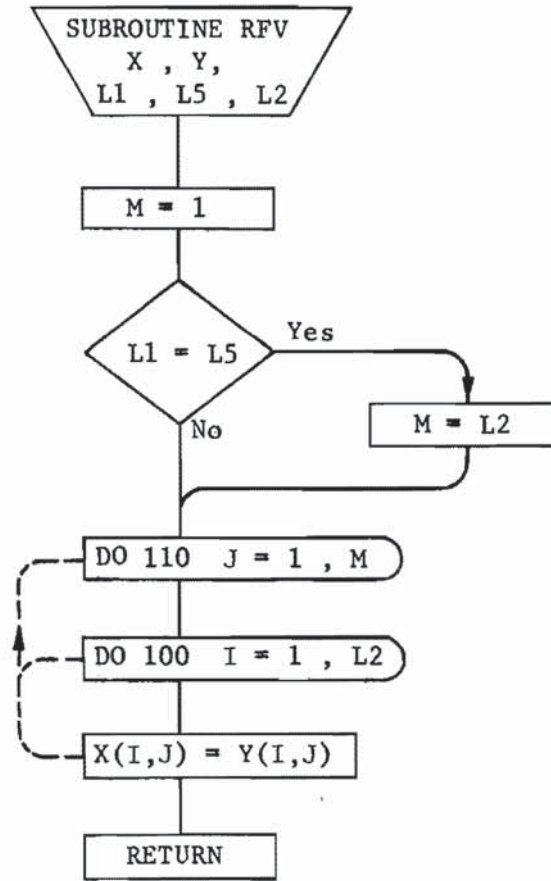 SUBROUTINE RFV
X , Y,
L1 , L5 , L2
M = 1
L1 = L5
Yes
No
M = L2
DO 110 J = 1 , M
DO 100 I = 1 , L2
X(I,J) = Y(I,J)
RETURN